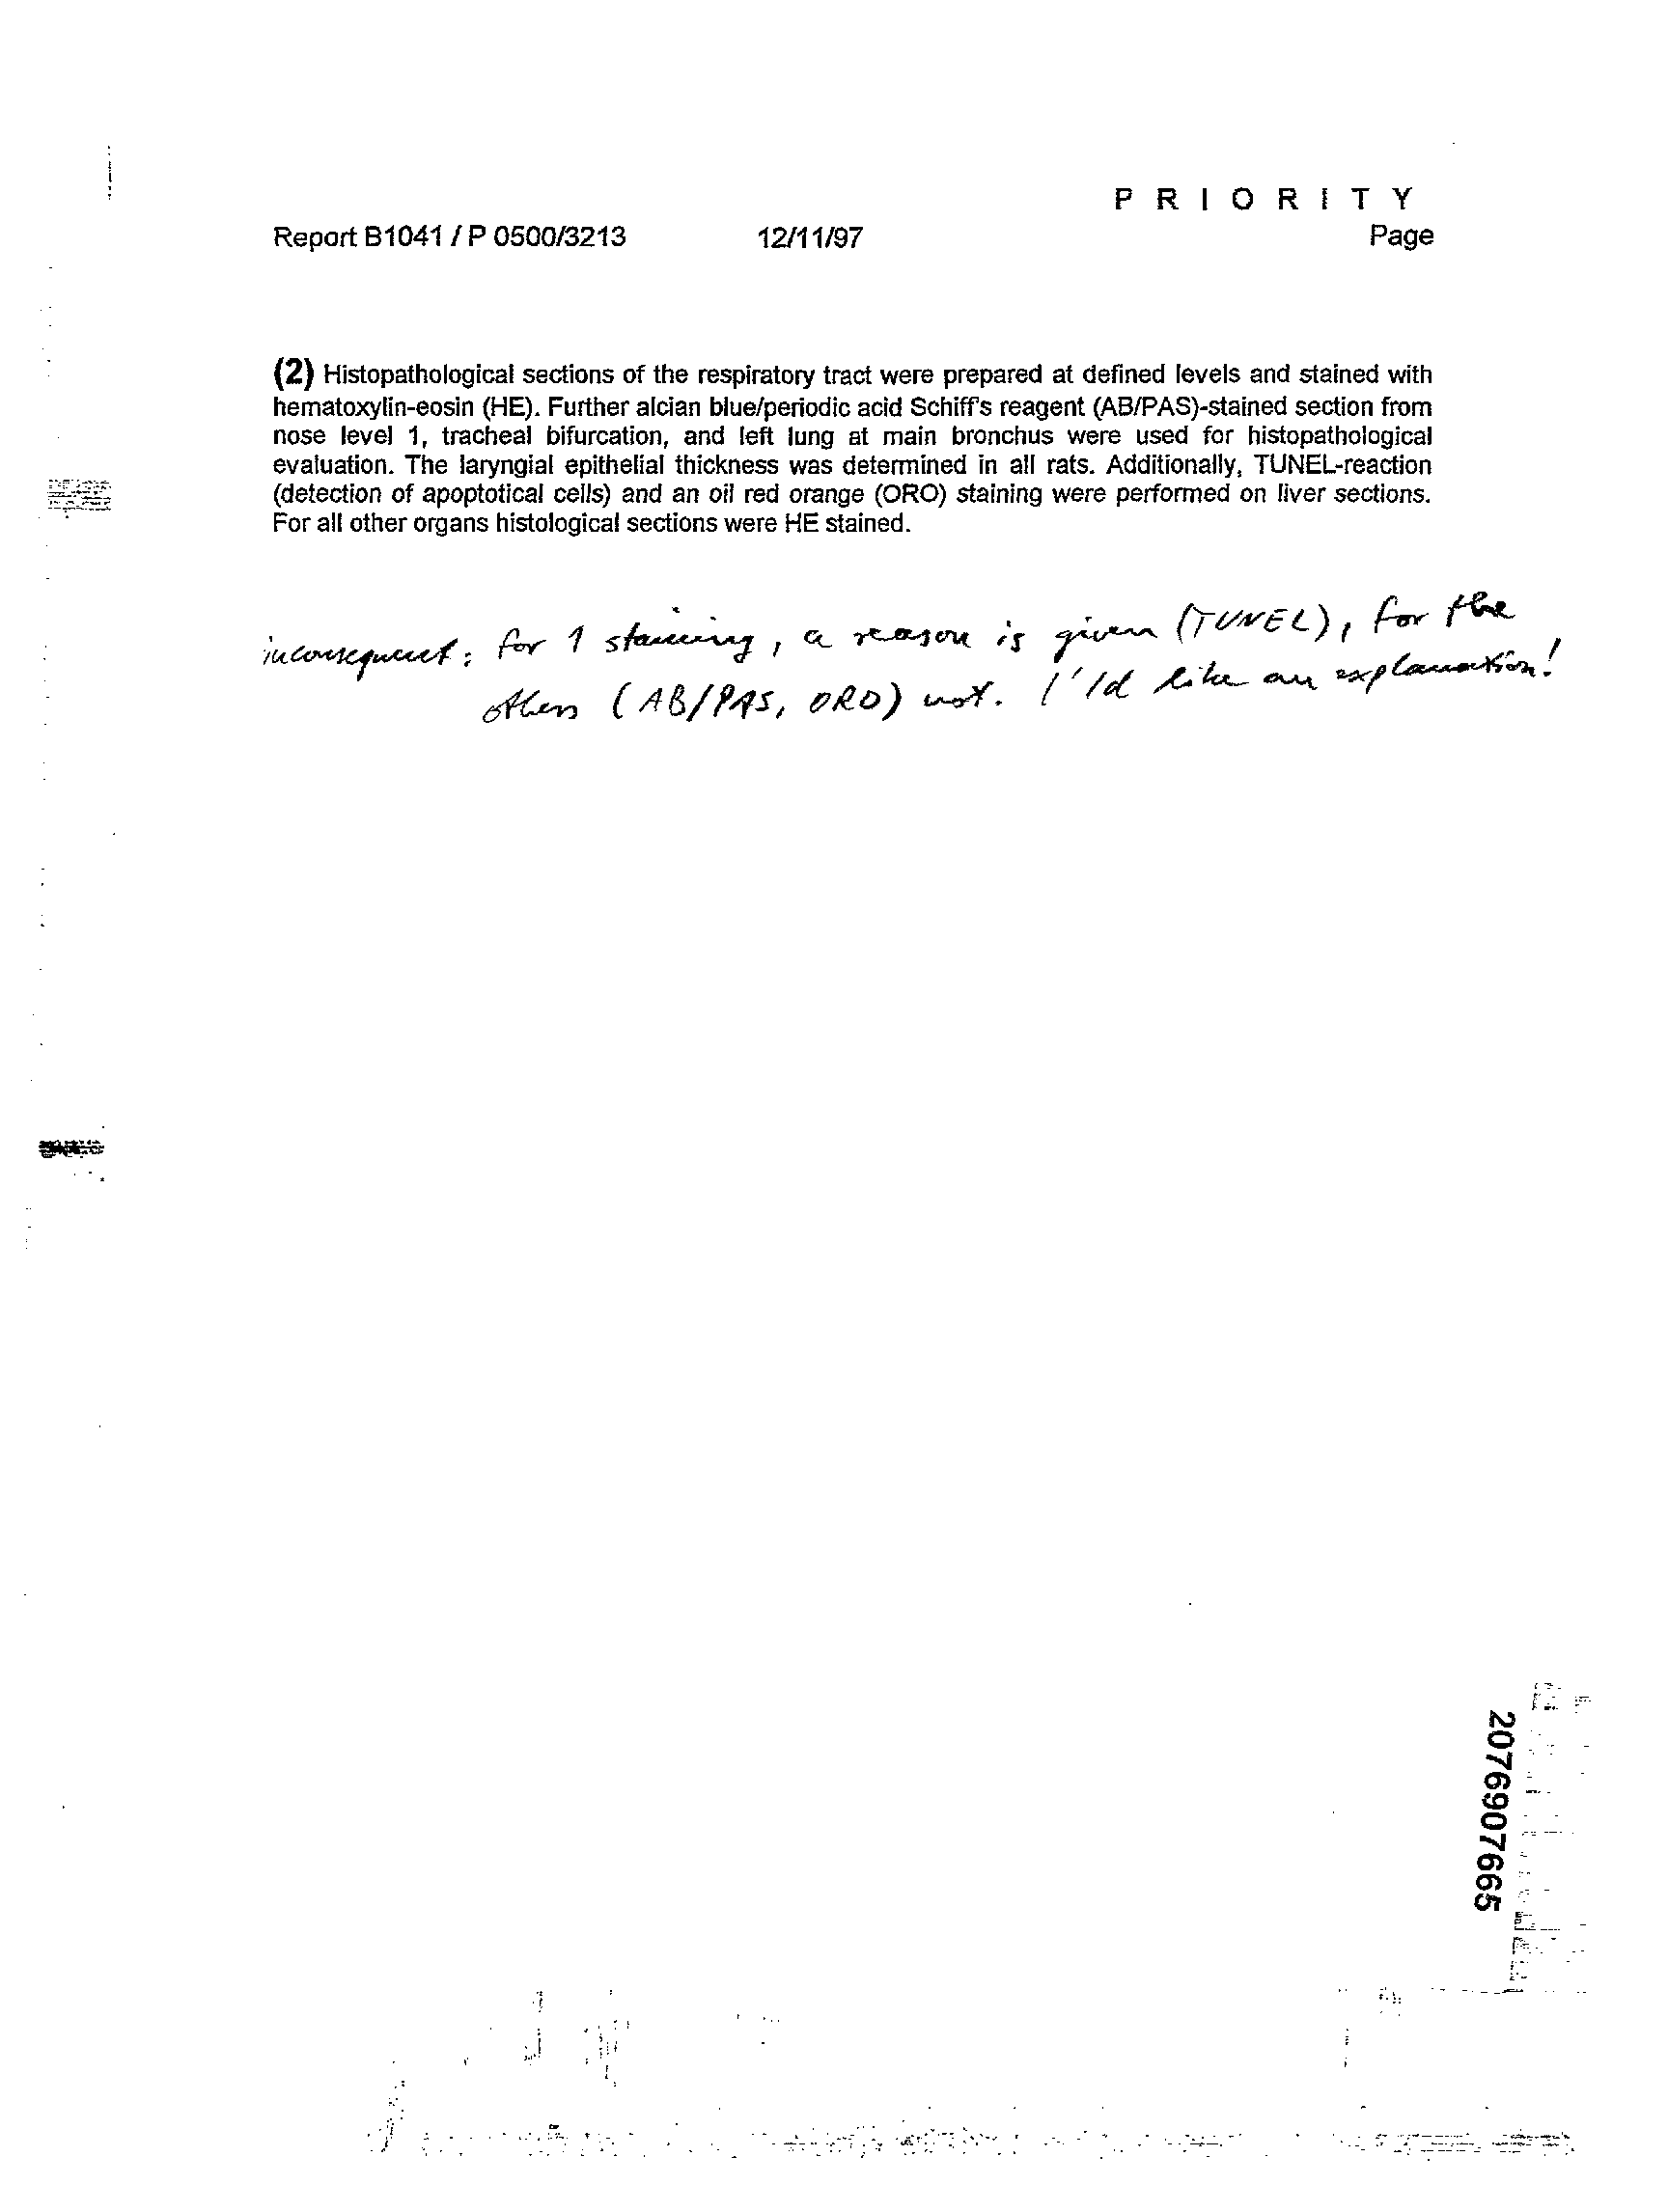 P R I O R I T Y
Report B1041 / P 0500/3213 12/11/97 Page
(2) Histopathological sections of the respiratory tract were prepared at defined levels and stained with
hematoxylin-eosin (HE). Further alcian blue/periodic acid Schiff's reagent (AB/PAS)-stained section from
nose level 1, tracheal bifurcation, and left lung at main bronchus were used for histopathological
evaluation. The laryngial epithelial thickness was determined in all rats. Additionally, TUNEL-reaction
(detection of apoptotical cells) and an oil red orange (ORO) staining were performed on liver sections.
For all other organs histological sections were HE stained.
inconsequent: for 1 staining, a reason is given (TUNEL), for the
others (AB/PAS, ORO) not. I'ld like an explanation!
2076907665